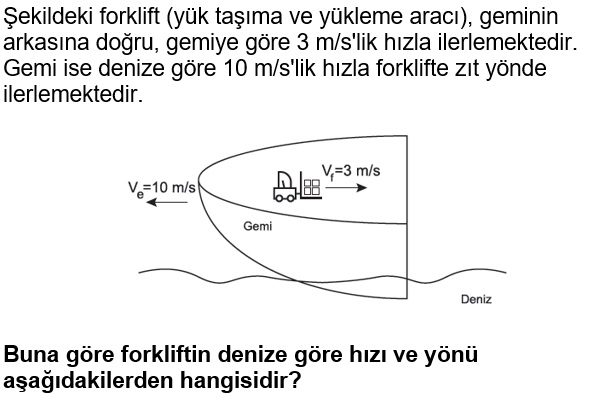 Şekildeki forklift (yük taşıma ve yükleme aracı), geminin
arkasına doğru, gemiye göre 3 m/s'lik hızla ilerlemektedir.
Gemi ise denize göre 10 m/s'lik hızla forklifte zıt yönde
ilerlemektedir.
Vf=3 m/s
Ve=10 m/s
Gemi
Deniz
Buna göre forkliftin denize göre hızı ve yönü
aşağıdakilerden hangisidir?